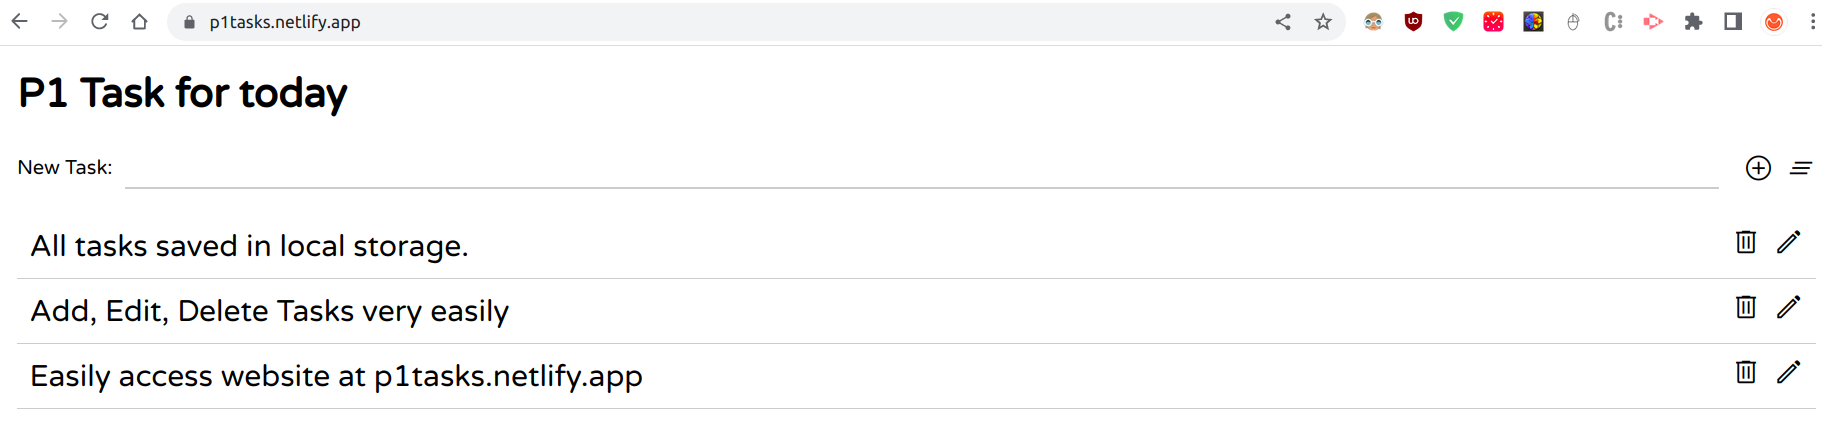 p1tasks.netlify.app
P1 Task for today
New Task:
All tasks saved in local storage.
Add, Edit, Delete Tasks very easily
Easily access website at p1tasks.netlify.app